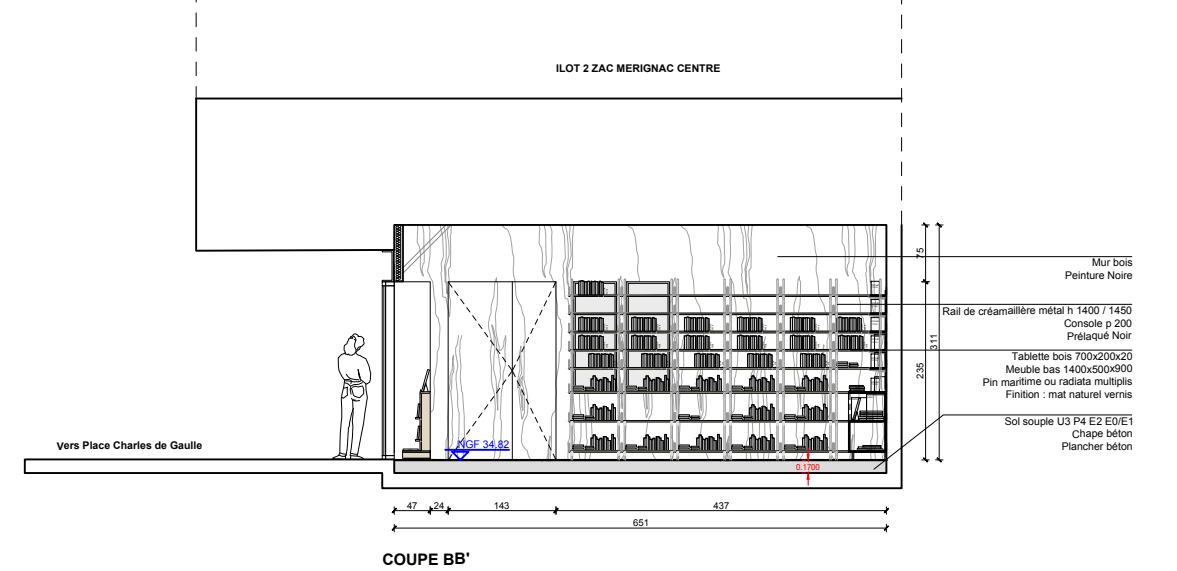 ILOT 2 ZAC MERIGNAC CENTRE
75
Mur bois
Peinture Noire
Rail de créamaillère métal h 1400 / 1450
Console p 200
Prélaqué Noir
311
235
Tablette bois 700x200x20
Meuble bas 1400x500x900
Pin maritime ou radiata multiplis
Finition : mat naturel vernis
Sol souple U3 P4 E2 E0/E1
Chape béton
Plancher béton
Vers Place Charles de Gaulle
NGF 34,82
0.1700
47 24 143 437
651
COUPE BB'